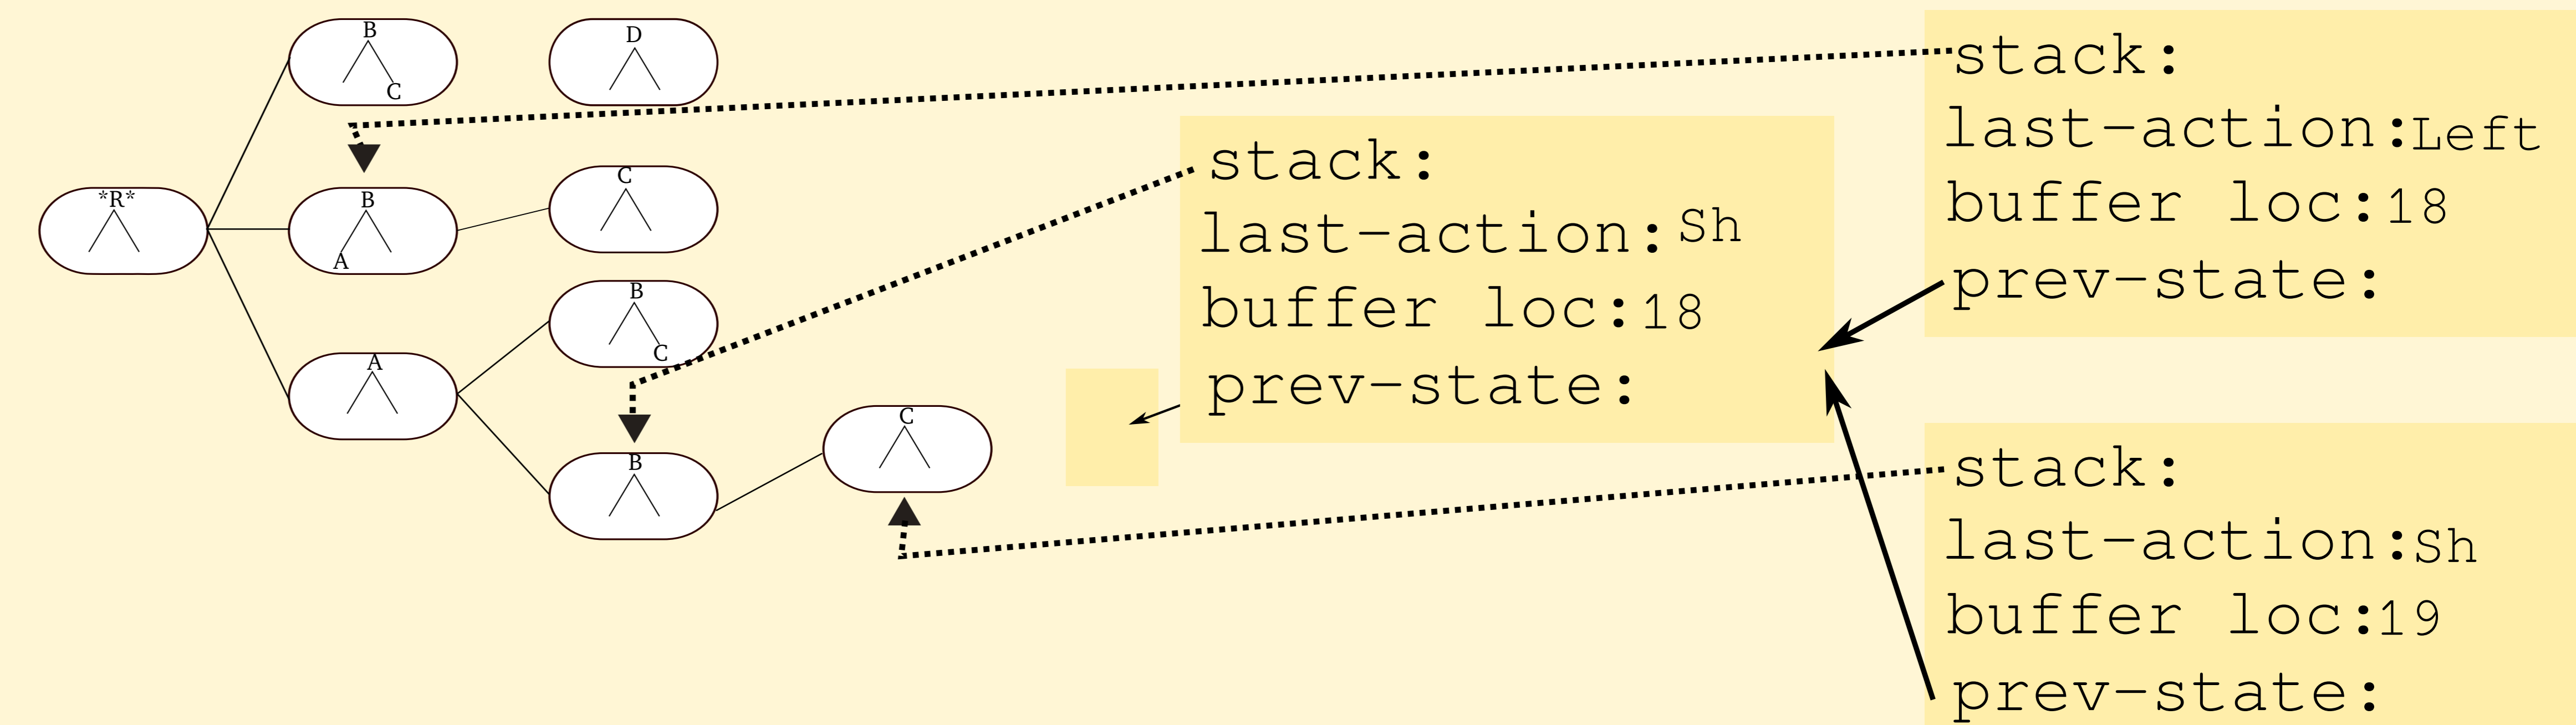 B
C
D
*R*
B
A
C
A
B
C
B
C
stack:
last-action:Sh
buffer loc:18
prev-state:
stack:
last-action:Left
buffer loc:18
prev-state:
stack:
last-action:Sh
buffer loc:19
prev-state: